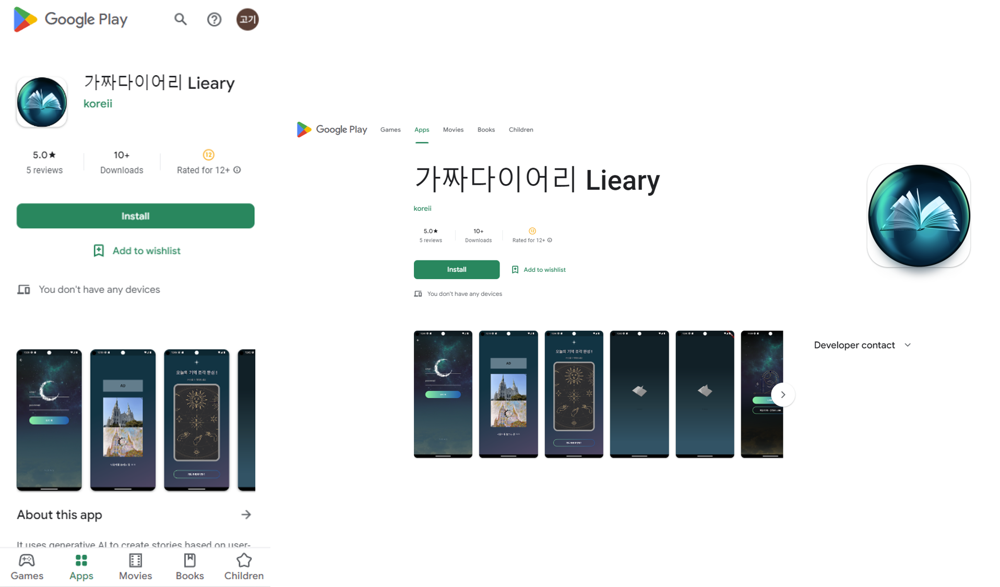 Google Play
고기
가짜다이어리 Lieary
koreii
5.0★
5 reviews
10+
Downloads
12
Rated for 12+
Install
Add to wishlist
You don't have any devices
AD
오늘의 기억 조각 완성 !
About this app
It uses generative AI to create stories based on user-
Games
Apps
Movies
Books
Children
Google Play
Games
Apps
Movies
Books
Children
가짜다이어리 Lieary
koreii
5.0★
5 reviews
10+
Downloads
12
Rated for 12+
Install
Add to wishlist
You don't have any devices
AD
오늘의 기억 조각 완성 !
Developer contact